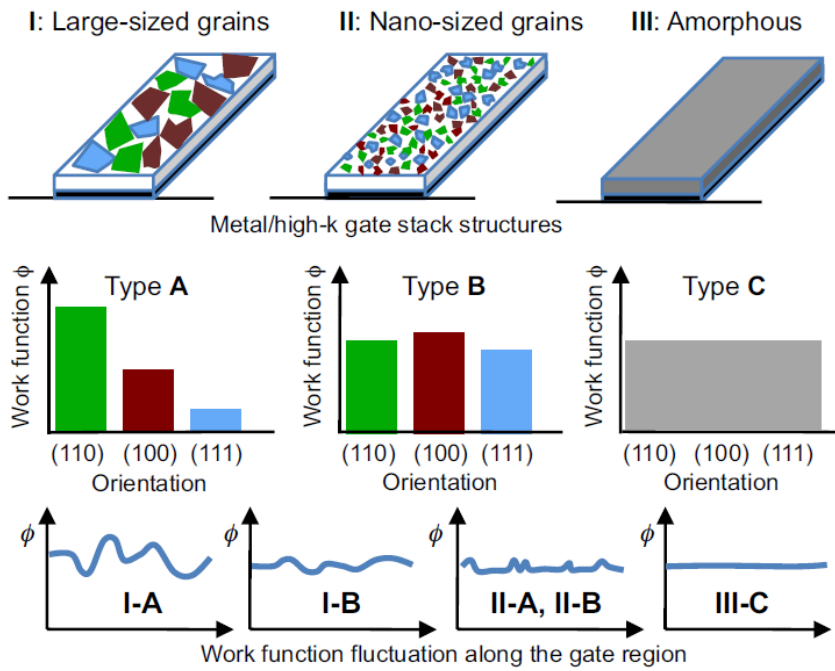 I: Large-sized grains
II: Nano-sized grains
III: Amorphous
Metal/high-k gate stack structures
Work function ϕ
Type A
(110) (100) (111)
Orientation
Work function ϕ
Type B
(110) (100) (111)
Orientation
Work function ϕ
Type C
(110) (100) (111)
Orientation
ϕ
I-A
ϕ
I-B
ϕ
II-A, II-B
ϕ
III-C
Work function fluctuation along the gate region